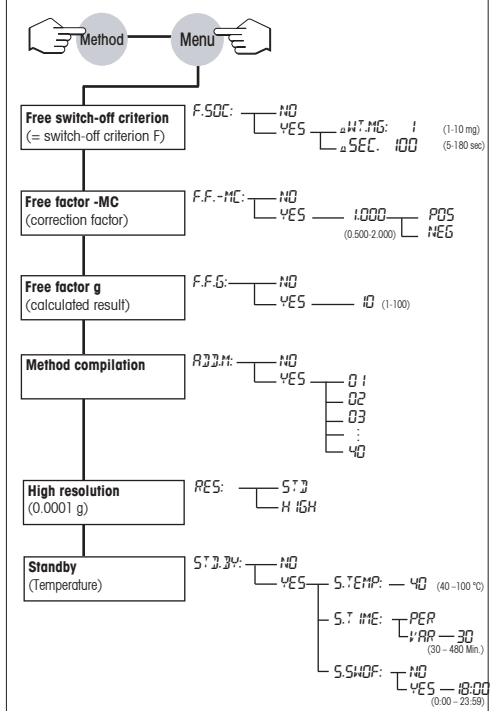 Method Menu
Free switch-off criterion
(= switch-off criterion F)
F.SOC: NO
YES ΔWT.MG: 1 (1-10 mg)
ΔSEC. 100 (5-180 sec)
Free factor -MC
(correction factor)
F.F.-MC: NO
YES 1.000 POS
(0.500-2.000) NEG
Free factor g
(calculated result)
F.F.G: NO
YES 10 (1-100)
Method compilation
ADD.M: NO
YES 01
02
03
:
40
High resolution
(0.0001 g)
RES: STD
HIGH
Standby
(Temperature)
STD.BY: NO
YES S.TEMP: 40 (40 –100 °C)
S.TIME: PER
VAR 30
(30 – 480 Min.)
S.SWOF: NO
YES 18:00
(0:00 – 23:59)